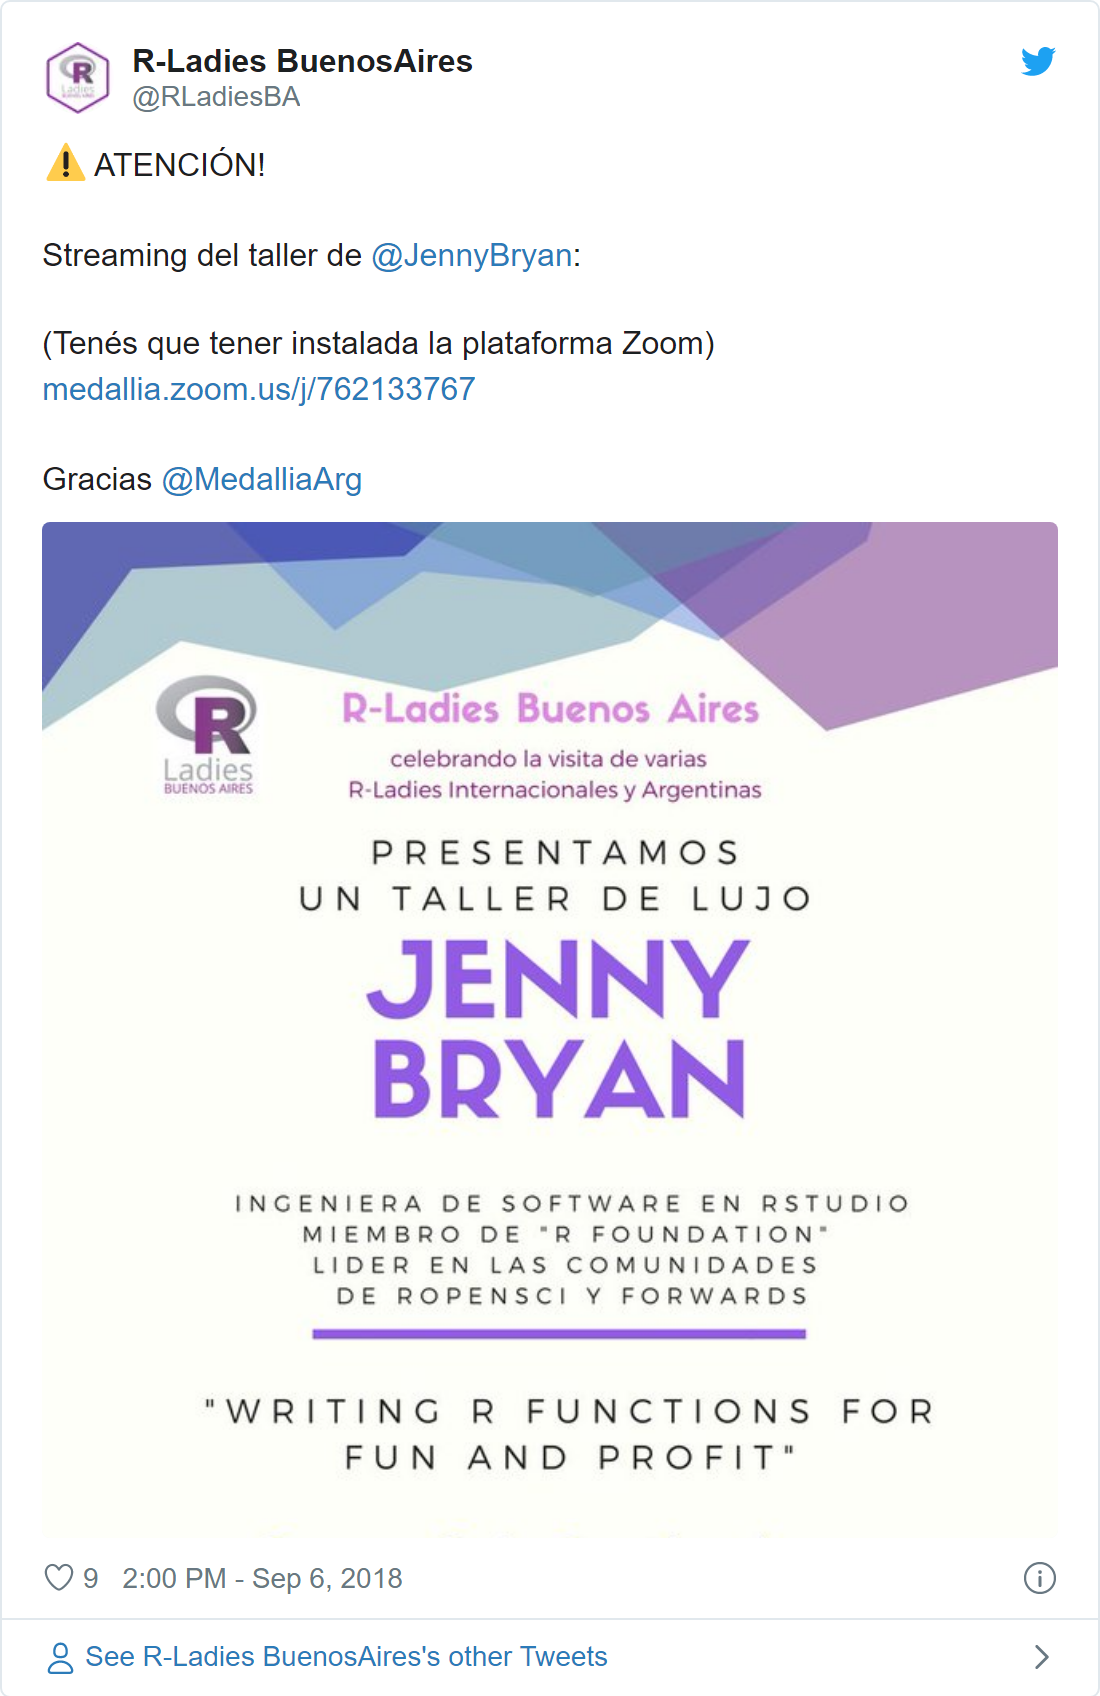 R-Ladies BuenosAires
@RLadiesBA
⚠️ ATENCIÓN!
Streaming del taller de @JennyBryan:
(Tenés que tener instalada la plataforma Zoom)
medallia.zoom.us/j/762133767
Gracias @MedalliaArg
R
Ladies
BUENOS AIRES
R-Ladies Buenos Aires
celebrando la visita de varias
R-Ladies Internacionales y Argentinas
PRESENTAMOS
UN TALLER DE LUJO
JENNY
BRYAN
INGENIERA DE SOFTWARE EN RSTUDIO
MIEMBRO DE "R FOUNDATION"
LIDER EN LAS COMUNIDADES
DE ROPENSCI Y FORWARDS
"WRITING R FUNCTIONS FOR
FUN AND PROFIT"
9 2:00 PM - Sep 6, 2018
See R-Ladies BuenosAires's other Tweets